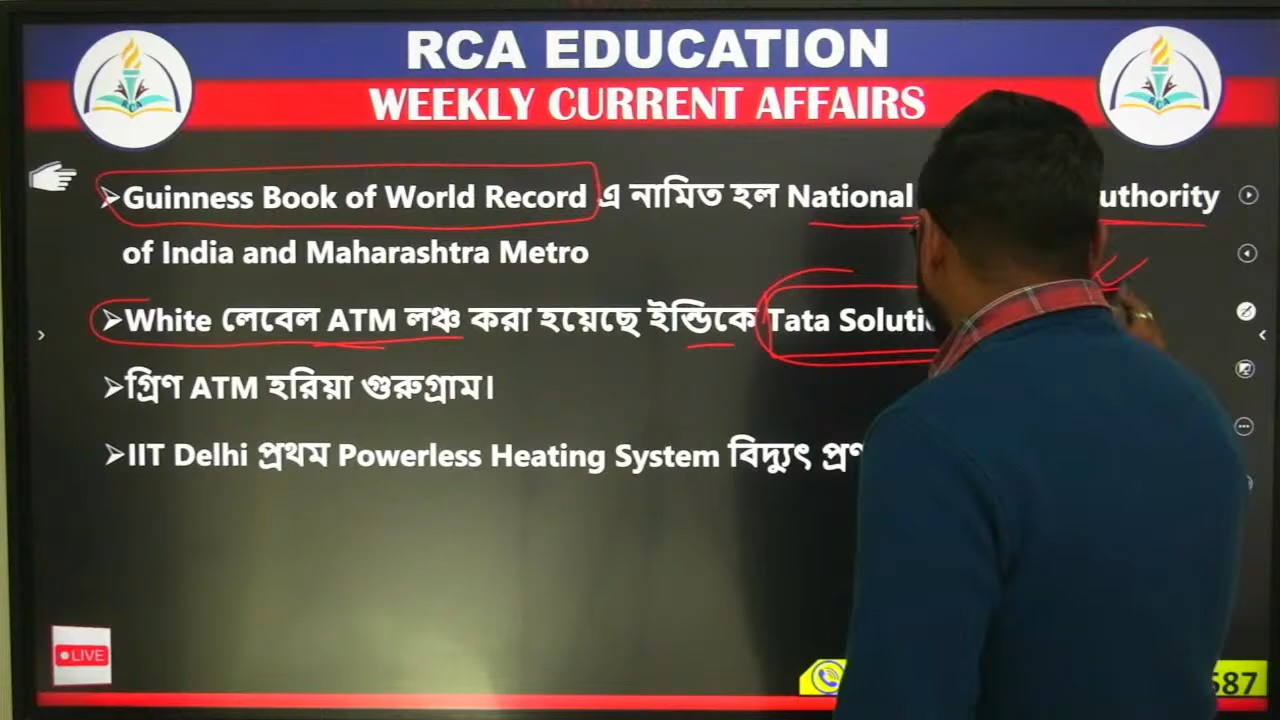 RCA EDUCATION
WEEKLY CURRENT AFFAIRS
➢Guinness Book of World Record এ নামিত হল National uthority
of India and Maharashtra Metro
➢White লেবেল ATM লঞ্চ করা হয়েছে ইন্ডিকে Tata Soluti
➢গ্রিণ ATM হরিয়া গুরুগ্রাম।
➢IIT Delhi প্রথম Powerless Heating System বিদ্যুৎ প্রণ
LIVE
587